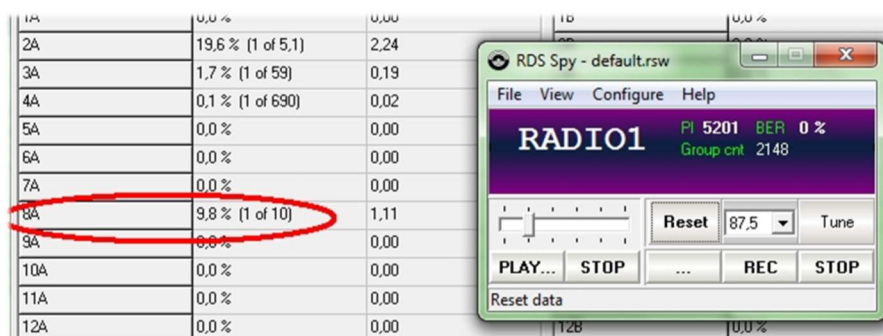 1A 0,0 % 0,00 1B 0,0 %
2A 19,6 % (1 of 5,1) 2,24
3A 1,7 % (1 of 59) 0,19
4A 0,1 % (1 of 690) 0,02
5A 0,0 % 0,00
6A 0,0 % 0,00
7A 0,0 % 0,00
8A 9,8 % (1 of 10) 1,11
9A 0,0 % 0,00
10A 0,0 % 0,00
11A 0,0 % 0,00
12A 0,0 % 0,00 12B 0,0 %
RDS Spy - default.rsw
File View Configure Help
RADIO1 PI 5201 BER 0 %
Group cnt 2148
Reset 87,5 Tune
PLAY... STOP ... REC STOP
Reset data